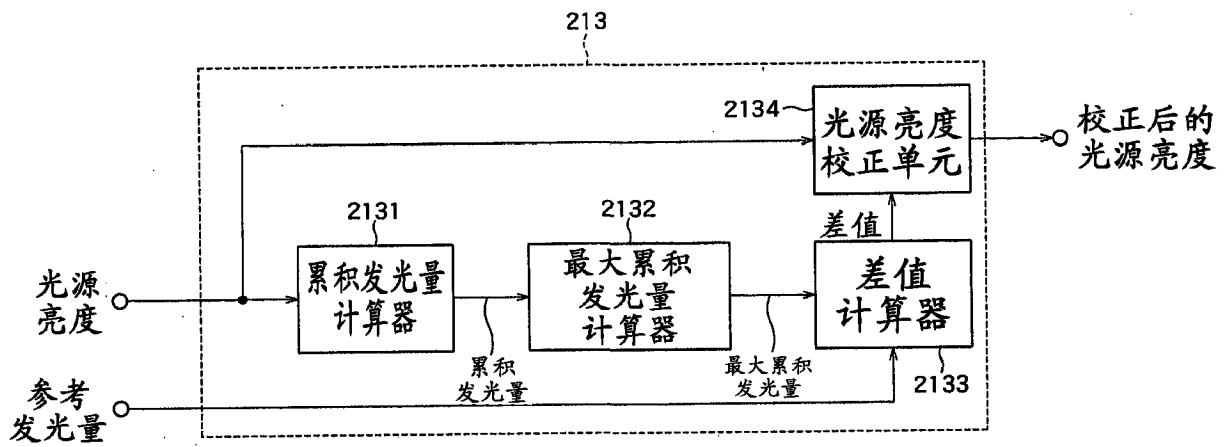 213
2134
光源亮度
校正单元
校正后的
光源亮度
2131
2132
差值
光源
亮度
累积发光量
计算器
最大累积
发光量
计算器
差值
计算器
累积
发光量
最大累积
发光量
2133
参考
发光量